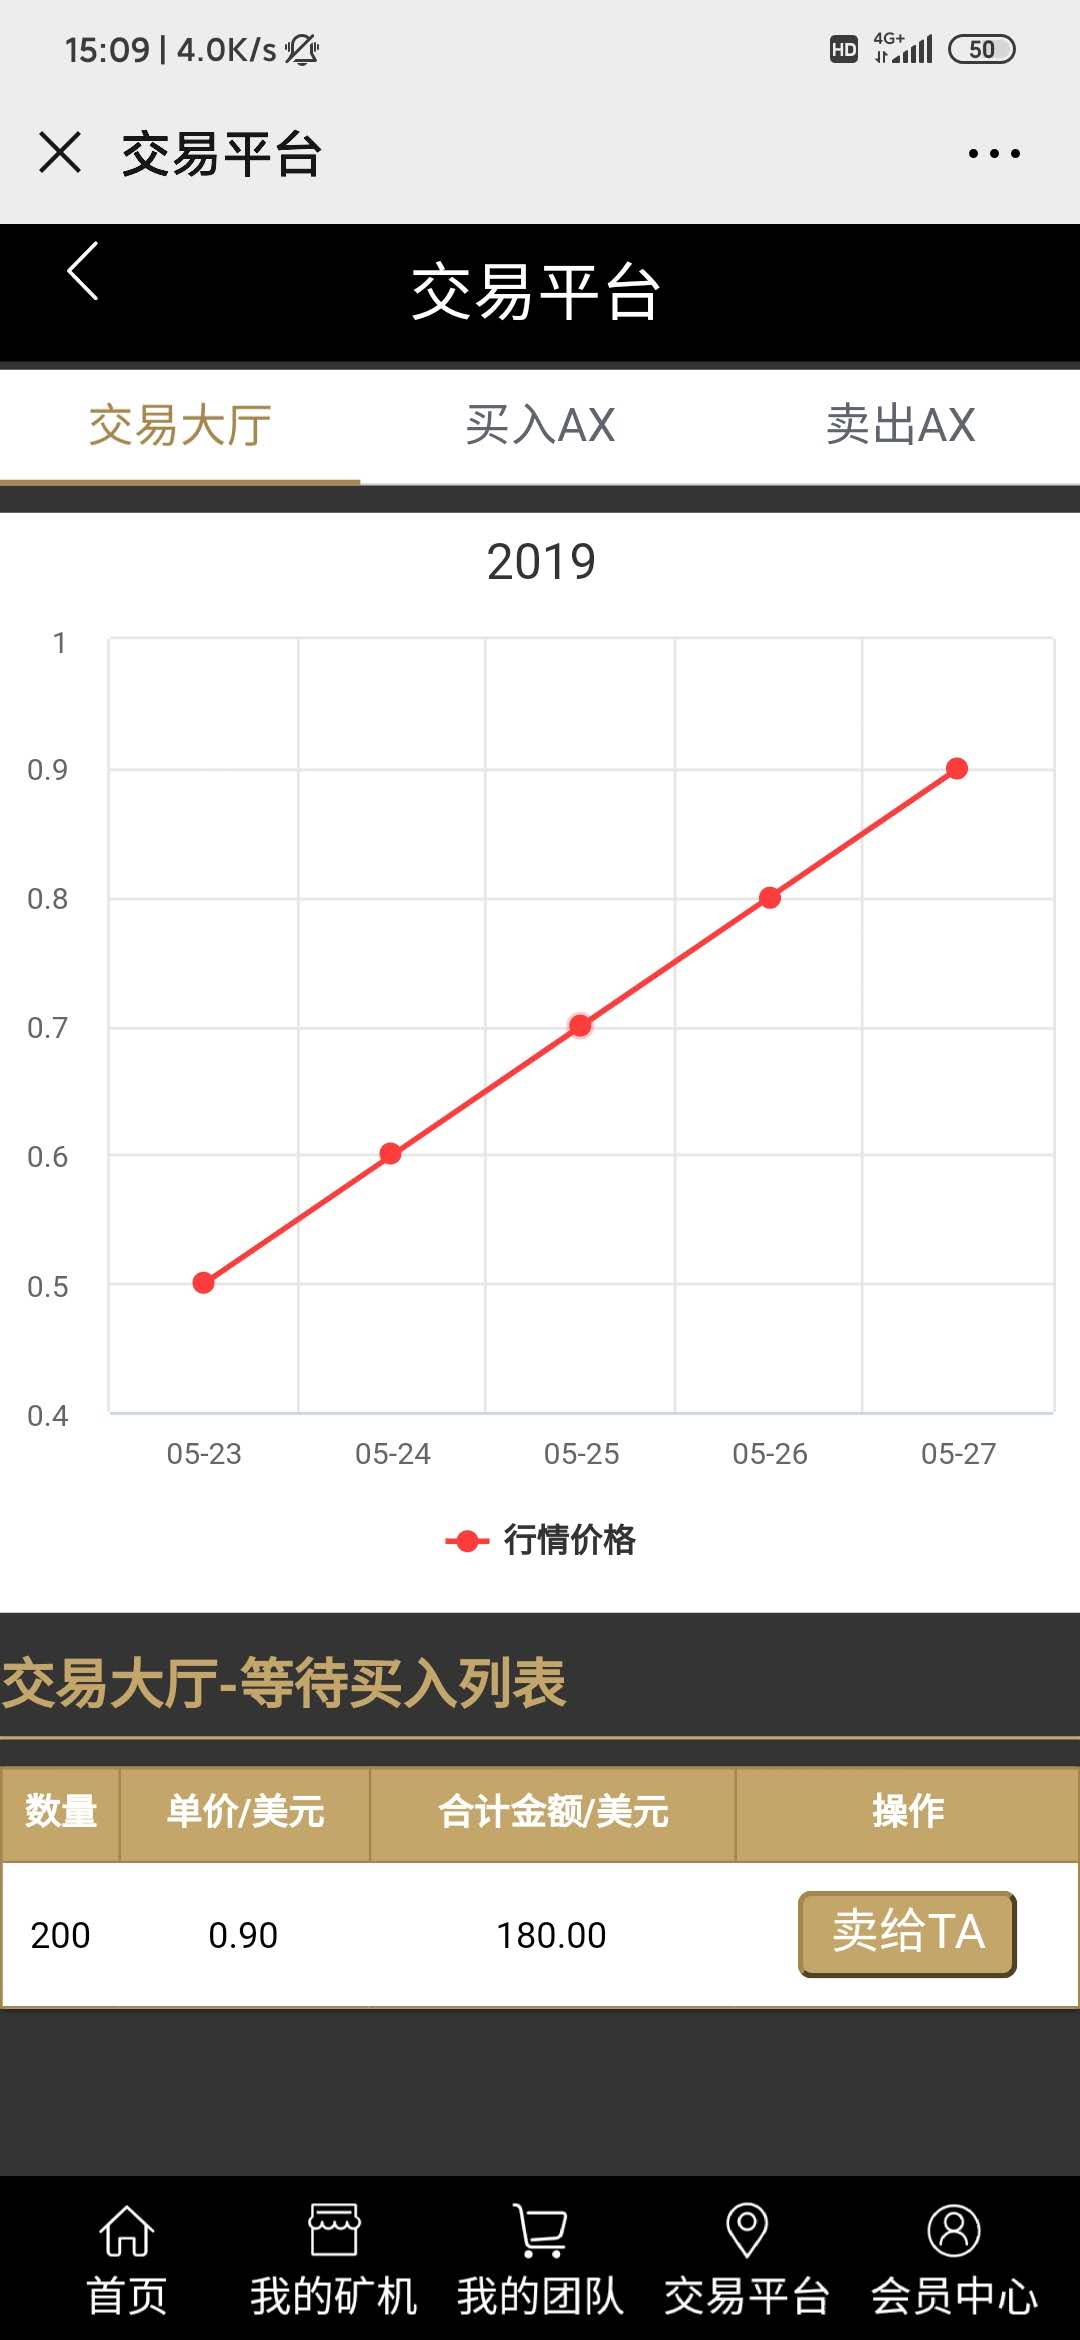 15:09 | 4.0K/s HD 4G+ 50
交易平台
交易平台
交易大厅 买入AX 卖出AX
2019
1
0.9
0.8
0.7
0.6
0.5
0.4
05-23 05-24 05-25 05-26 05-27
行情价格
交易大厅-等待买入列表
数量 单价/美元 合计金额/美元 操作
200 0.90 180.00 卖给TA
首页 我的矿机 我的团队 交易平台 会员中心